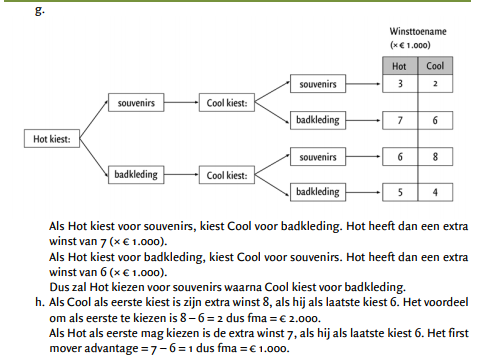 g.
Winsttoename
(× € 1.000)
Hot Cool
souvenirs 3 2
souvenirs Cool kiest:
badkleding 7 6
Hot kiest:
souvenirs 6 8
badkleding Cool kiest:
badkleding 5 4
Als Hot kiest voor souvenirs, kiest Cool voor badkleding. Hot heeft dan een extra
winst van 7 (× € 1.000).
Als Hot kiest voor badkleding, kiest Cool voor souvenirs. Hot heeft dan een extra
winst van 6 (× € 1.000).
Dus zal Hot kiezen voor souvenirs waarna Cool kiest voor badkleding.
h. Als Cool als eerste kiest is zijn extra winst 8, als hij als laatste kiest 6. Het voordeel
om als eerste te kiezen is 8 – 6 = 2 dus fma = € 2.000.
Als Hot als eerste mag kiezen is de extra winst 7, als hij als laatste kiest 6. Het first
mover advantage = 7 – 6 = 1 dus fma = € 1.000.